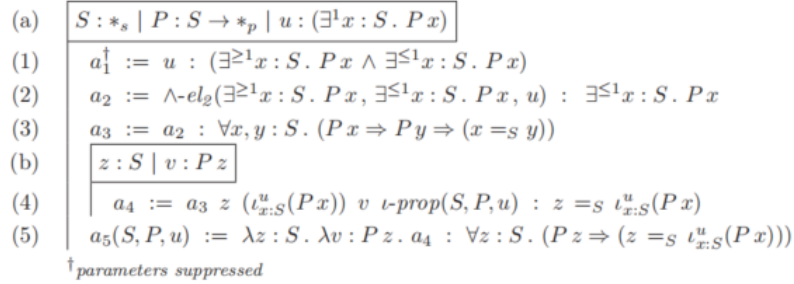 (a) S : *ₛ | P : S → *ₚ | u : (∃¹x : S . P x)
(1) a₁† := u : (∃≥¹x : S . P x ∧ ∃≤¹x : S . P x)
(2) a₂ := ∧-el₂(∃≥¹x : S . P x, ∃≤¹x : S . P x, u) : ∃≤¹x : S . P x
(3) a₃ := a₂ : ∀x, y : S . (P x ⇒ P y ⇒ (x =ₛ y))
(b) z : S | v : P z
(4) a₄ := a₃ z (ιᵘₓ:ₛ(P x)) v ι-prop(S, P, u) : z =ₛ ιᵘₓ:ₛ(P x)
(5) a₅(S, P, u) := λz : S . λv : P z . a₄ : ∀z : S . (P z ⇒ (z =ₛ ιᵘₓ:ₛ(P x)))
† parameters suppressed